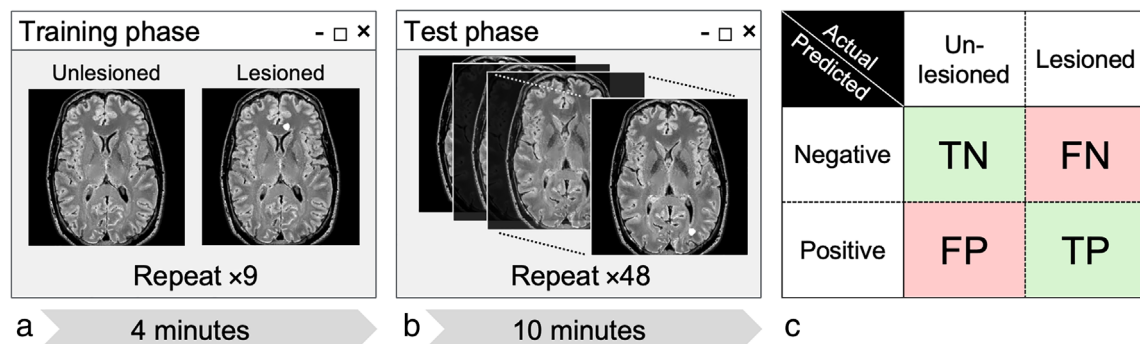 Training phase - □ ×
Unlesioned Lesioned
Repeat ×9
a 4 minutes
Test phase - □ ×
Repeat ×48
b 10 minutes
Actual
Predicted
Un-
lesioned
Lesioned
Negative TN FN
Positive FP TP
c